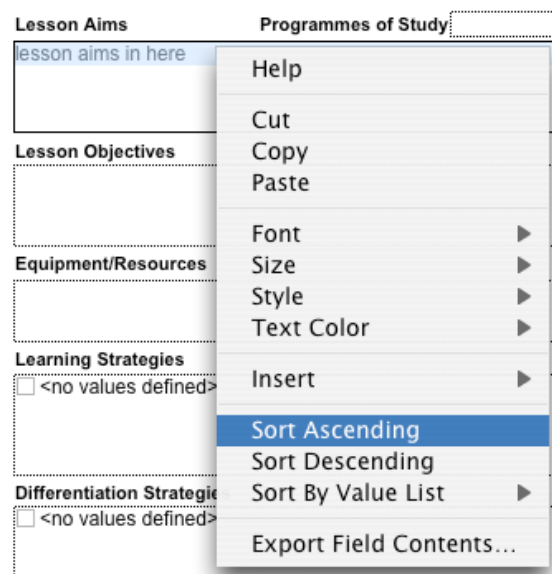 Lesson Aims Programmes of Study
lesson aims in here
Help
Cut
Copy
Paste
Font
Size
Style
Text Color
Insert
Sort Ascending
Sort Descending
Sort By Value List
Export Field Contents...
Lesson Objectives
Equipment/Resources
Learning Strategies
<no values defined>
Differentiation Strategies
<no values defined>